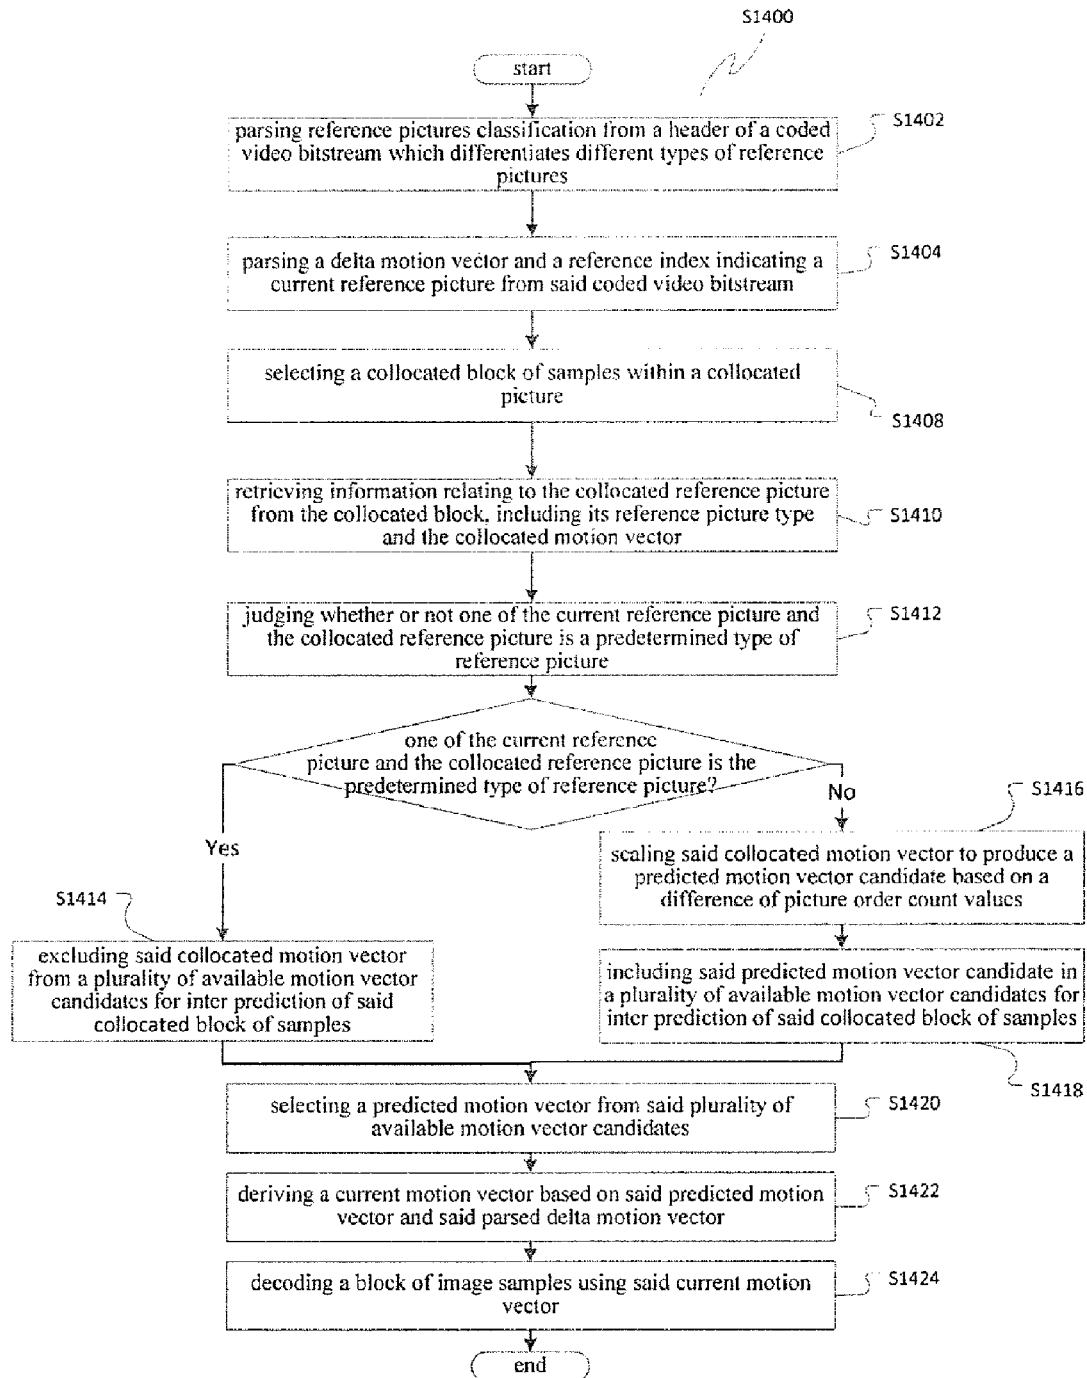 S1400
start
parsing reference pictures classification from a header of a coded
video bitstream which differentiates different types of reference
pictures
S1402
parsing a delta motion vector and a reference index indicating a
current reference picture from said coded video bitstream
S1404
selecting a collocated block of samples within a collocated
picture
S1408
retrieving information relating to the collocated reference picture
from the collocated block, including its reference picture type
and the collocated motion vector
S1410
judging whether or not one of the current reference picture and
the collocated reference picture is a predetermined type of
reference picture
S1412
one of the current reference
picture and the collocated reference picture is the
predetermined type of reference picture?
Yes
No
S1414
excluding said collocated motion vector
from a plurality of available motion vector
candidates for inter prediction of said
collocated block of samples
S1416
scaling said collocated motion vector to produce a
predicted motion vector candidate based on a
difference of picture order count values
including said predicted motion vector candidate in
a plurality of available motion vector candidates for
inter prediction of said collocated block of samples
S1418
selecting a predicted motion vector from said plurality of
available motion vector candidates
S1420
deriving a current motion vector based on said predicted motion
vector and said parsed delta motion vector
S1422
decoding a block of image samples using said current motion
vector
S1424
end